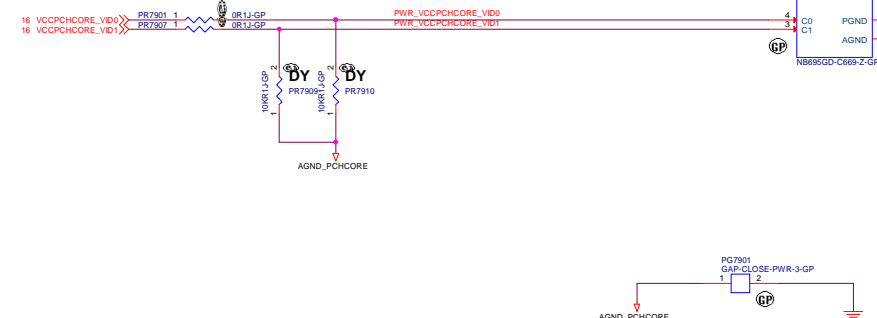 16 VCCPCHCORE_VID0 PR7901 1 0R1J-GP PWR_VCCPCHCORE_VID0 4 C0 PGND
16 VCCPCHCORE_VID1 PR7907 1 0R1J-GP PWR_VCCPCHCORE_VID1 3 C1
AGND
GP
NB695GD-C669-Z-GP
2 DY 2 DY
10KR1J-GP PR7909 10KR1J-GP PR7910
1 1
AGND_PCHCORE
PG7901
GAP-CLOSE-PWR-3-GP
1 2
GP
AGND_PCHCORE